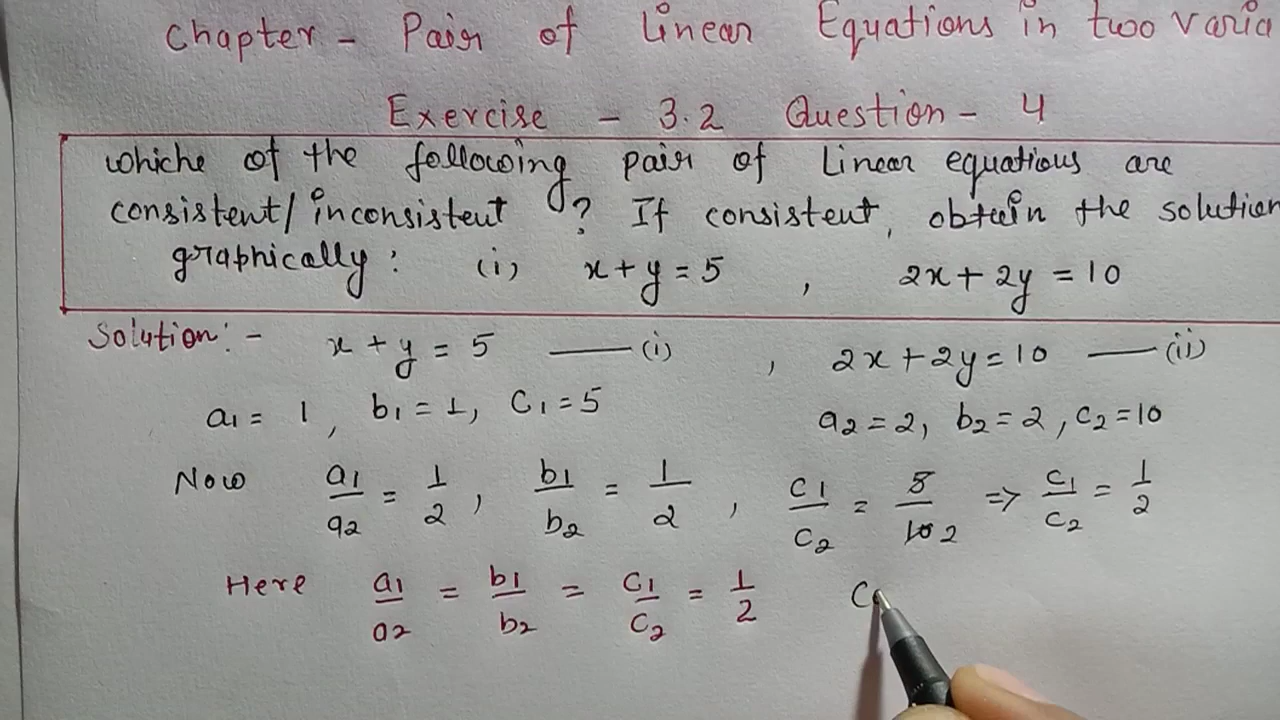 Chapter - Pair of Linear Equations in two varia
Exercise - 3.2 Question - 4
whiche of the following pair of Linear equations are
consistent/inconsistent ? If consistent, obtain the solution
graphically : (i) x+y=5 , 2x+2y=10
Solution:- x+y=5 —(i) , 2x+2y=10 —(ii)
a1=1, b1=1, C1=5 a2=2, b2=2, c2=10
Now a1/a2 = 1/2, b1/b2 = 1/2, c1/c2 = 5/10 2 => c1/c2 = 1/2
Here a1/a2 = b1/b2 = C1/C2 = 1/2 Co